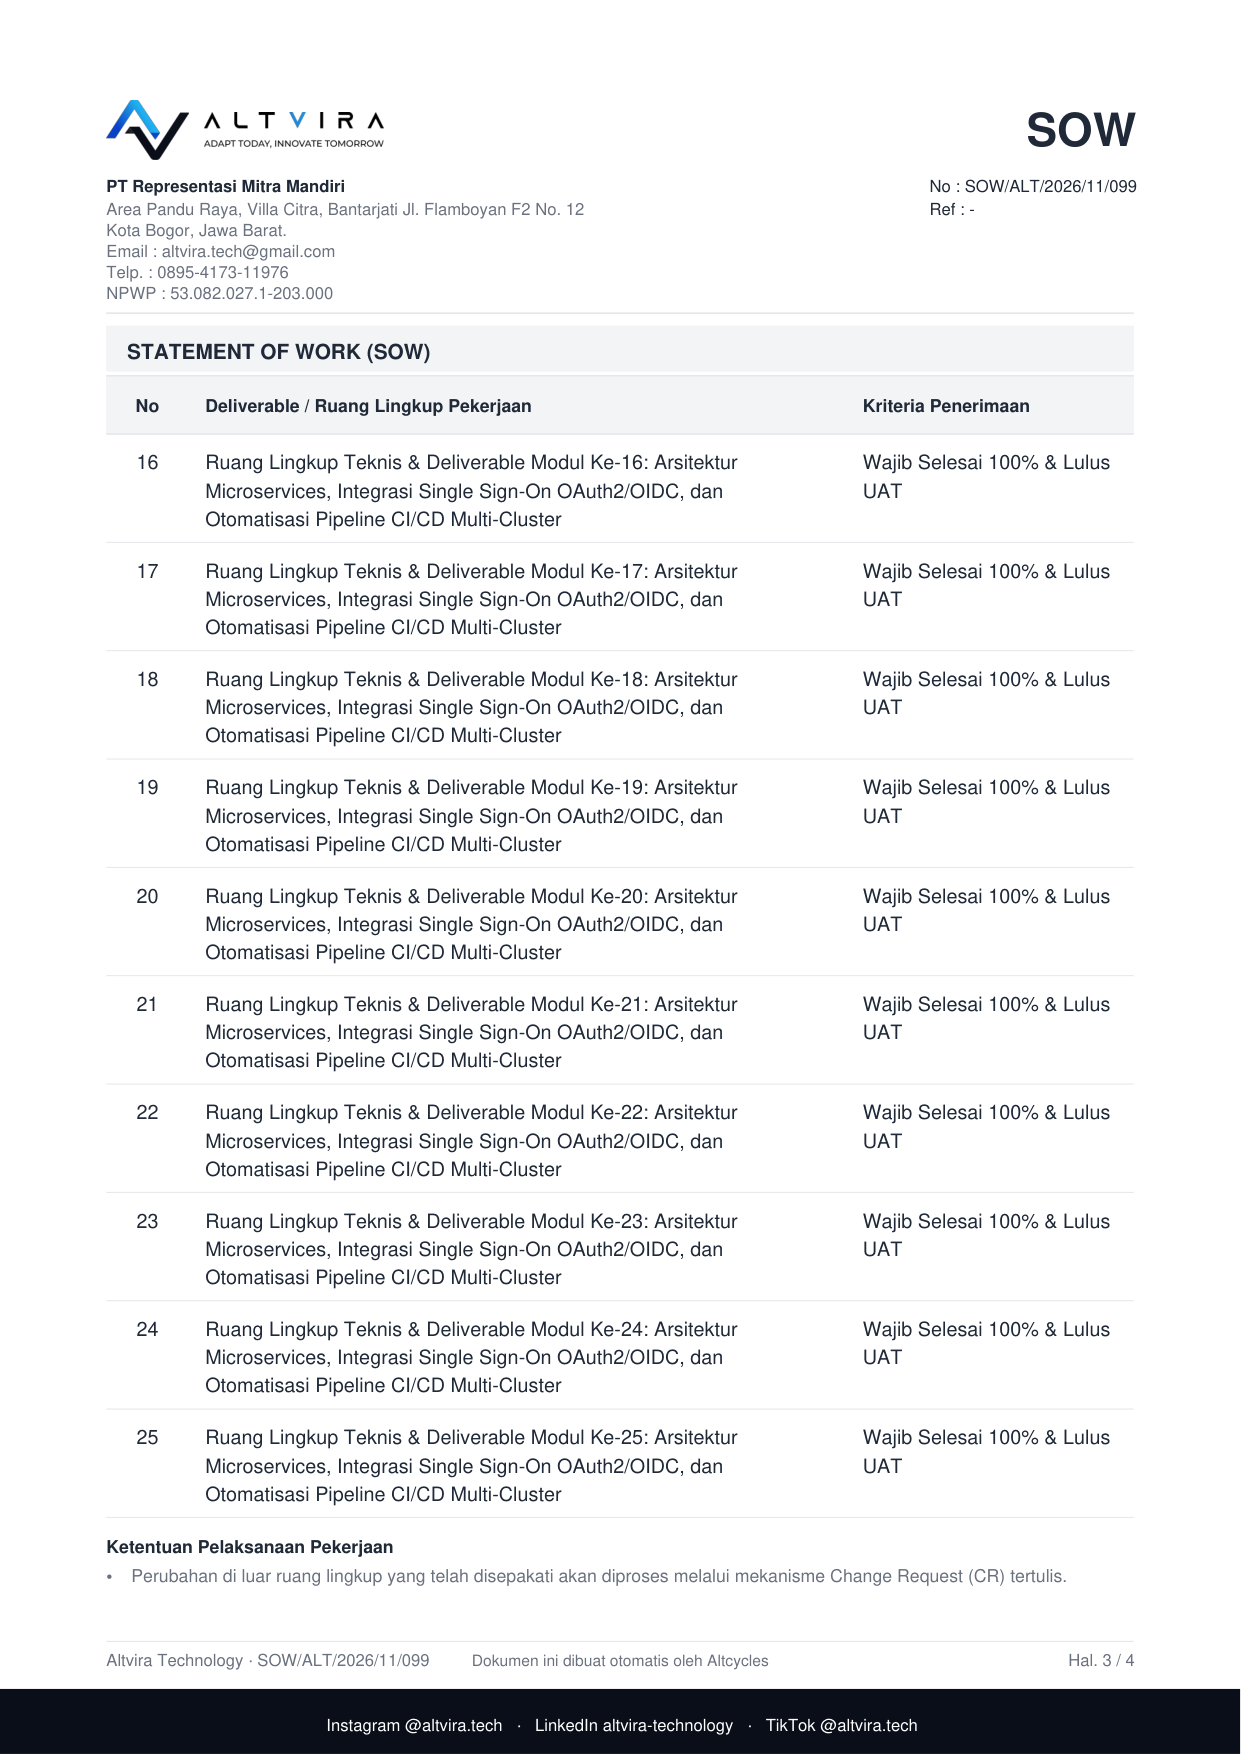 ALTVIRA
ADAPT TODAY, INNOVATE TOMORROW
SOW
PT Representasi Mitra Mandiri
Area Pandu Raya, Villa Citra, Bantarjati Jl. Flamboyan F2 No. 12
Kota Bogor, Jawa Barat.
Email : altvira.tech@gmail.com
Telp. : 0895-4173-11976
NPWP : 53.082.027.1-203.000
No : SOW/ALT/2026/11/099
Ref : -
STATEMENT OF WORK (SOW)
No Deliverable / Ruang Lingkup Pekerjaan Kriteria Penerimaan
16 Ruang Lingkup Teknis & Deliverable Modul Ke-16: Arsitektur Wajib Selesai 100% & Lulus
Microservices, Integrasi Single Sign-On OAuth2/OIDC, dan UAT
Otomatisasi Pipeline CI/CD Multi-Cluster
17 Ruang Lingkup Teknis & Deliverable Modul Ke-17: Arsitektur Wajib Selesai 100% & Lulus
Microservices, Integrasi Single Sign-On OAuth2/OIDC, dan UAT
Otomatisasi Pipeline CI/CD Multi-Cluster
18 Ruang Lingkup Teknis & Deliverable Modul Ke-18: Arsitektur Wajib Selesai 100% & Lulus
Microservices, Integrasi Single Sign-On OAuth2/OIDC, dan UAT
Otomatisasi Pipeline CI/CD Multi-Cluster
19 Ruang Lingkup Teknis & Deliverable Modul Ke-19: Arsitektur Wajib Selesai 100% & Lulus
Microservices, Integrasi Single Sign-On OAuth2/OIDC, dan UAT
Otomatisasi Pipeline CI/CD Multi-Cluster
20 Ruang Lingkup Teknis & Deliverable Modul Ke-20: Arsitektur Wajib Selesai 100% & Lulus
Microservices, Integrasi Single Sign-On OAuth2/OIDC, dan UAT
Otomatisasi Pipeline CI/CD Multi-Cluster
21 Ruang Lingkup Teknis & Deliverable Modul Ke-21: Arsitektur Wajib Selesai 100% & Lulus
Microservices, Integrasi Single Sign-On OAuth2/OIDC, dan UAT
Otomatisasi Pipeline CI/CD Multi-Cluster
22 Ruang Lingkup Teknis & Deliverable Modul Ke-22: Arsitektur Wajib Selesai 100% & Lulus
Microservices, Integrasi Single Sign-On OAuth2/OIDC, dan UAT
Otomatisasi Pipeline CI/CD Multi-Cluster
23 Ruang Lingkup Teknis & Deliverable Modul Ke-23: Arsitektur Wajib Selesai 100% & Lulus
Microservices, Integrasi Single Sign-On OAuth2/OIDC, dan UAT
Otomatisasi Pipeline CI/CD Multi-Cluster
24 Ruang Lingkup Teknis & Deliverable Modul Ke-24: Arsitektur Wajib Selesai 100% & Lulus
Microservices, Integrasi Single Sign-On OAuth2/OIDC, dan UAT
Otomatisasi Pipeline CI/CD Multi-Cluster
25 Ruang Lingkup Teknis & Deliverable Modul Ke-25: Arsitektur Wajib Selesai 100% & Lulus
Microservices, Integrasi Single Sign-On OAuth2/OIDC, dan UAT
Otomatisasi Pipeline CI/CD Multi-Cluster
Ketentuan Pelaksanaan Pekerjaan
• Perubahan di luar ruang lingkup yang telah disepakati akan diproses melalui mekanisme Change Request (CR) tertulis.
Altvira Technology · SOW/ALT/2026/11/099 Dokumen ini dibuat otomatis oleh Altcycles Hal. 3 / 4
Instagram @altvira.tech · LinkedIn altvira-technology · TikTok @altvira.tech